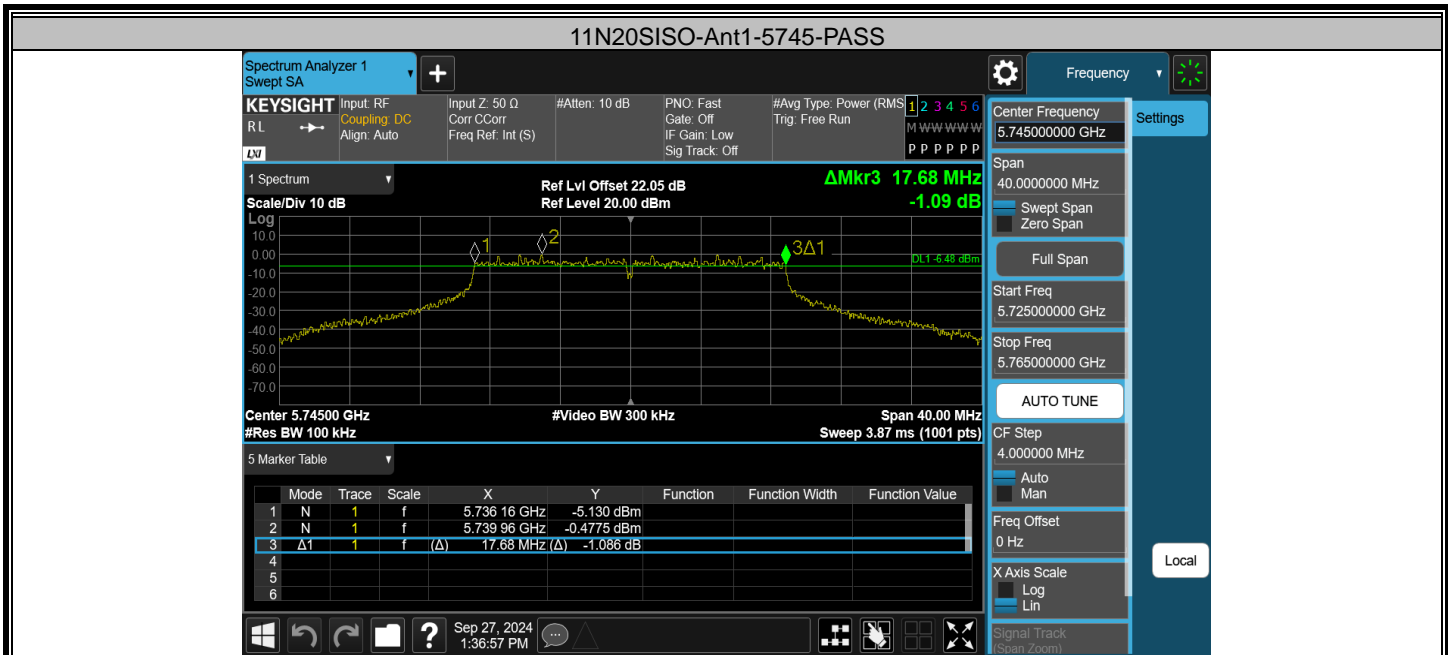 11N20SISO-Ant1-5745-PASS
Spectrum Analyzer 1
Swept SA
+
Frequency
KEYSIGHT
RL
LXI
Input: RF
Coupling: DC
Align: Auto
Input Z: 50 Ω
Corr CCorr
Freq Ref: Int (S)
#Atten: 10 dB
PNO: Fast
Gate: Off
IF Gain: Low
Sig Track: Off
#Avg Type: Power (RMS
Trig: Free Run
1 2 3 4 5 6
M W W W W W
P P P P P P
1 Spectrum
Scale/Div 10 dB
Ref Lvl Offset 22.05 dB
Ref Level 20.00 dBm
ΔMkr3 17.68 MHz
-1.09 dB
Log
10.0
0.00
-10.0
-20.0
-30.0
-40.0
-50.0
-60.0
-70.0
1
2
3Δ1
DL1 -6.48 dBm
Center 5.74500 GHz
#Video BW 300 kHz
Span 40.00 MHz
#Res BW 100 kHz
Sweep 3.87 ms (1001 pts)
5 Marker Table
Mode Trace Scale X Y Function Function Width Function Value
1 N 1 f 5.736 16 GHz -5.130 dBm
2 N 1 f 5.739 96 GHz -0.4775 dBm
3 Δ1 1 f (Δ) 17.68 MHz (Δ) -1.086 dB
4
5
6
?
Sep 27, 2024
1:36:57 PM
Center Frequency
5.745000000 GHz
Span
40.0000000 MHz
Swept Span
Zero Span
Full Span
Start Freq
5.725000000 GHz
Stop Freq
5.765000000 GHz
AUTO TUNE
CF Step
4.000000 MHz
Auto
Man
Freq Offset
0 Hz
X Axis Scale
Log
Lin
Signal Track
(Span Zoom)
Settings
Local